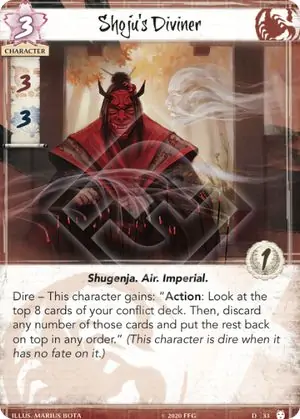 3
Shoju's Diviner
CHARACTER
3
3
1
Shugenja. Air. Imperial.
Dire – This character gains: “Action: Look at the
top 8 cards of your conflict deck. Then, discard
any number of those cards and put the rest back
on top in any order.” (This character is dire when it
has no fate on it.)
ILLUS. MARIUS BOTA © 2020 FFG D 33